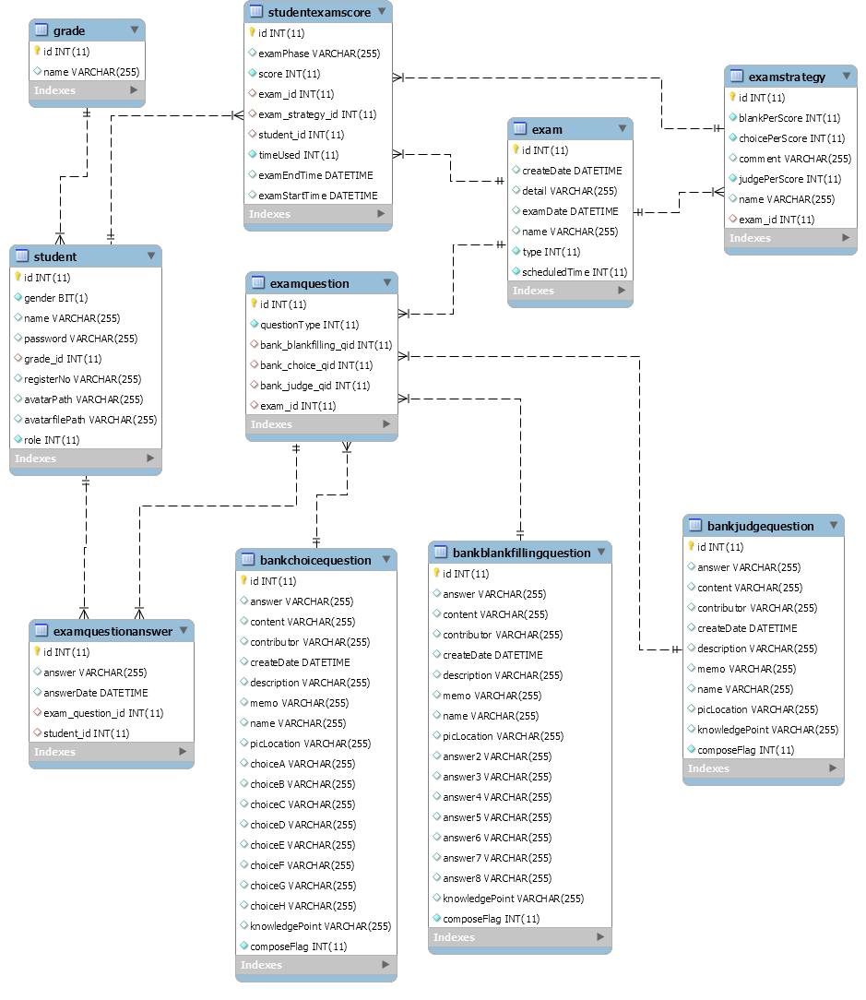 grade
id INT(11)
name VARCHAR(255)
Indexes
studentexamscore
id INT(11)
examPhase VARCHAR(255)
score INT(11)
exam_id INT(11)
exam_strategy_id INT(11)
student_id INT(11)
timeUsed INT(11)
examEndTime DATETIME
examStartTime DATETIME
Indexes
examstrategy
id INT(11)
blankPerScore INT(11)
choicePerScore INT(11)
comment VARCHAR(255)
judgePerScore INT(11)
name VARCHAR(255)
exam_id INT(11)
Indexes
exam
id INT(11)
createDate DATETIME
detail VARCHAR(255)
examDate DATETIME
name VARCHAR(255)
type INT(11)
scheduledTime INT(11)
Indexes
student
id INT(11)
gender BIT(1)
name VARCHAR(255)
password VARCHAR(255)
grade_id INT(11)
registerNo VARCHAR(255)
avatarPath VARCHAR(255)
avatarfilePath VARCHAR(255)
role INT(11)
Indexes
examquestion
id INT(11)
questionType INT(11)
bank_blankfilling_qid INT(11)
bank_choice_qid INT(11)
bank_judge_qid INT(11)
exam_id INT(11)
Indexes
examquestionanswer
id INT(11)
answer VARCHAR(255)
answerDate DATETIME
exam_question_id INT(11)
student_id INT(11)
Indexes
bankchoicequestion
id INT(11)
answer VARCHAR(255)
content VARCHAR(255)
contributor VARCHAR(255)
createDate DATETIME
description VARCHAR(255)
memo VARCHAR(255)
name VARCHAR(255)
picLocation VARCHAR(255)
choiceA VARCHAR(255)
choiceB VARCHAR(255)
choiceC VARCHAR(255)
choiceD VARCHAR(255)
choiceE VARCHAR(255)
choiceF VARCHAR(255)
choiceG VARCHAR(255)
choiceH VARCHAR(255)
knowledgePoint VARCHAR(255)
composeFlag INT(11)
Indexes
bankblankfillingquestion
id INT(11)
answer VARCHAR(255)
content VARCHAR(255)
contributor VARCHAR(255)
createDate DATETIME
description VARCHAR(255)
memo VARCHAR(255)
name VARCHAR(255)
picLocation VARCHAR(255)
answer2 VARCHAR(255)
answer3 VARCHAR(255)
answer4 VARCHAR(255)
answer5 VARCHAR(255)
answer6 VARCHAR(255)
answer7 VARCHAR(255)
answer8 VARCHAR(255)
knowledgePoint VARCHAR(255)
composeFlag INT(11)
Indexes
bankjudgequestion
id INT(11)
answer VARCHAR(255)
content VARCHAR(255)
contributor VARCHAR(255)
createDate DATETIME
description VARCHAR(255)
memo VARCHAR(255)
name VARCHAR(255)
picLocation VARCHAR(255)
knowledgePoint VARCHAR(255)
composeFlag INT(11)
Indexes